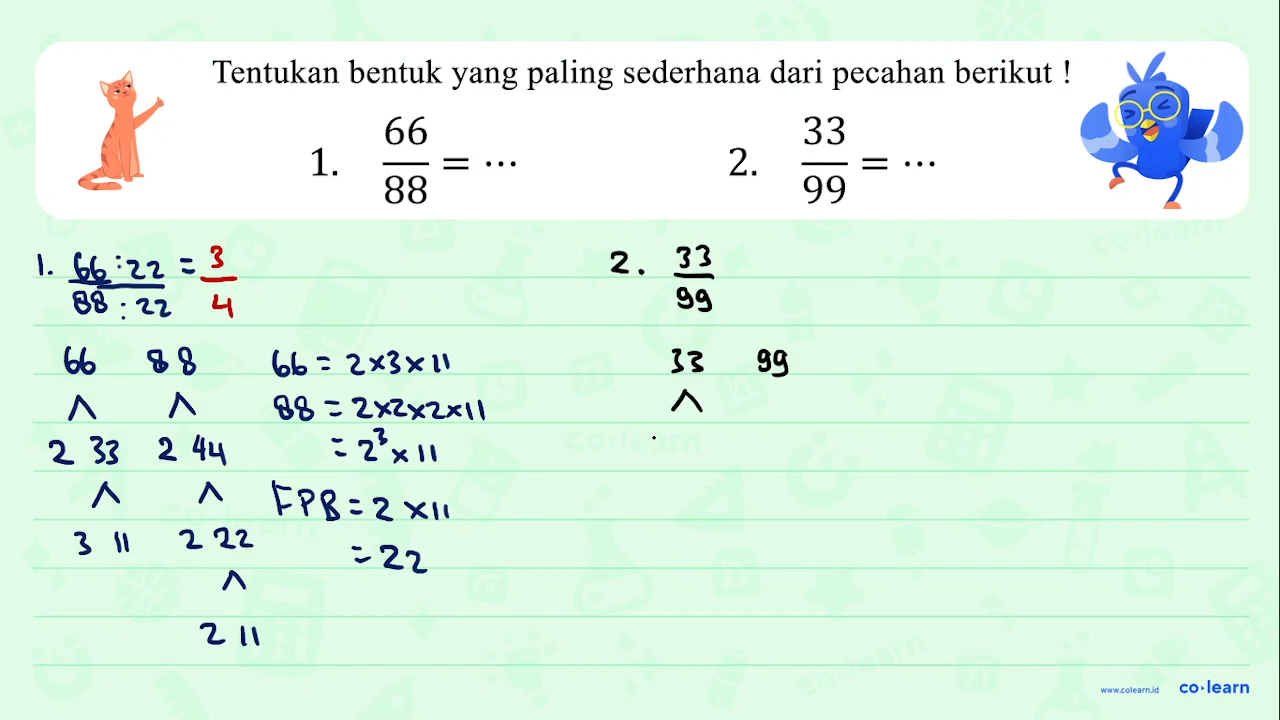 Tentukan bentuk yang paling sederhana dari pecahan berikut !
1. 66/88 = ⋯
2. 33/99 = ⋯
1. 66 : 22 / 88 : 22 = 3/4
66 88
2 33 2 44
3 11 2 22
2 11
66 = 2 × 3 × 11
88 = 2 × 2 × 2 × 11
= 2³ × 11
FPB = 2 × 11
= 22
2. 33/99
33 99
co·learn
www.colearn.id co·learn